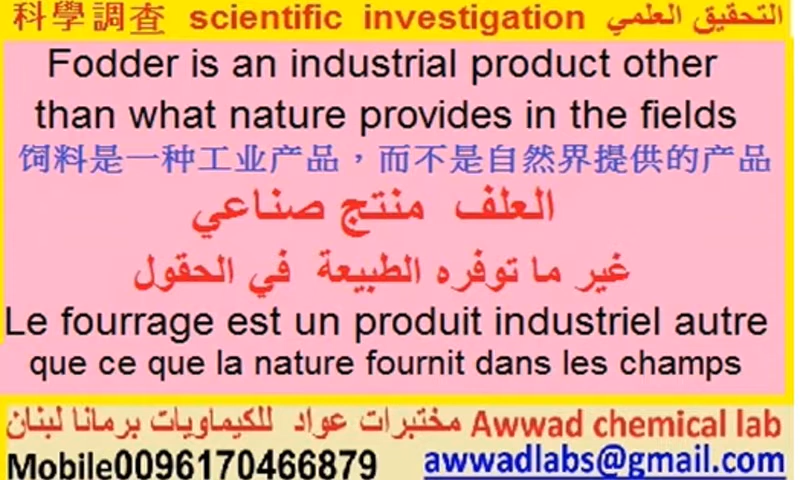 科學調查 scientific investigation التحقيق العلمي
Fodder is an industrial product other
than what nature provides in the fields
饲料是一种工业产品，而不是自然界提供的产品
العلف منتج صناعي
غير ما توفره الطبيعة في الحقول
Le fourrage est un produit industriel autre
que ce que la nature fournit dans les champs
مختبرات عواد للكيماويات برمانا لبنان Awwad chemical lab
Mobile0096170466879 awwadlabs@gmail.com